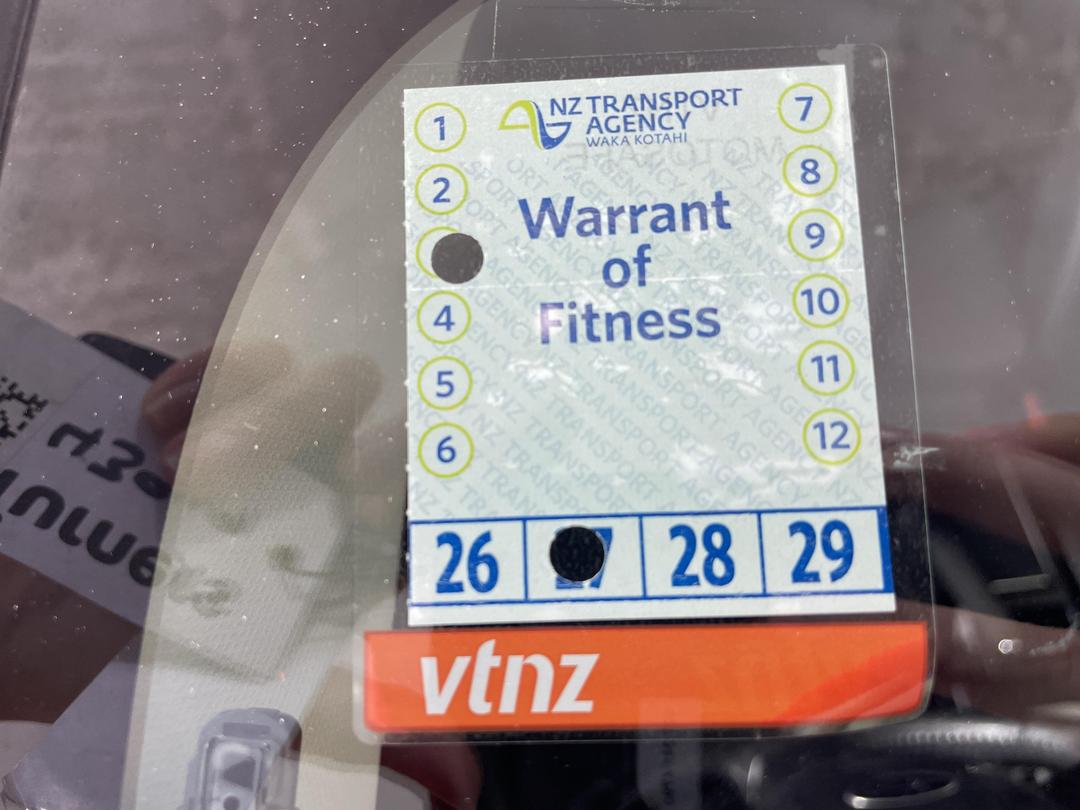 NZ TRANSPORT
AGENCY
WAKA KOTAHI
Warrant
of
Fitness
1
2
4
5
6
7
8
9
10
11
12
26
28
29
vtnz